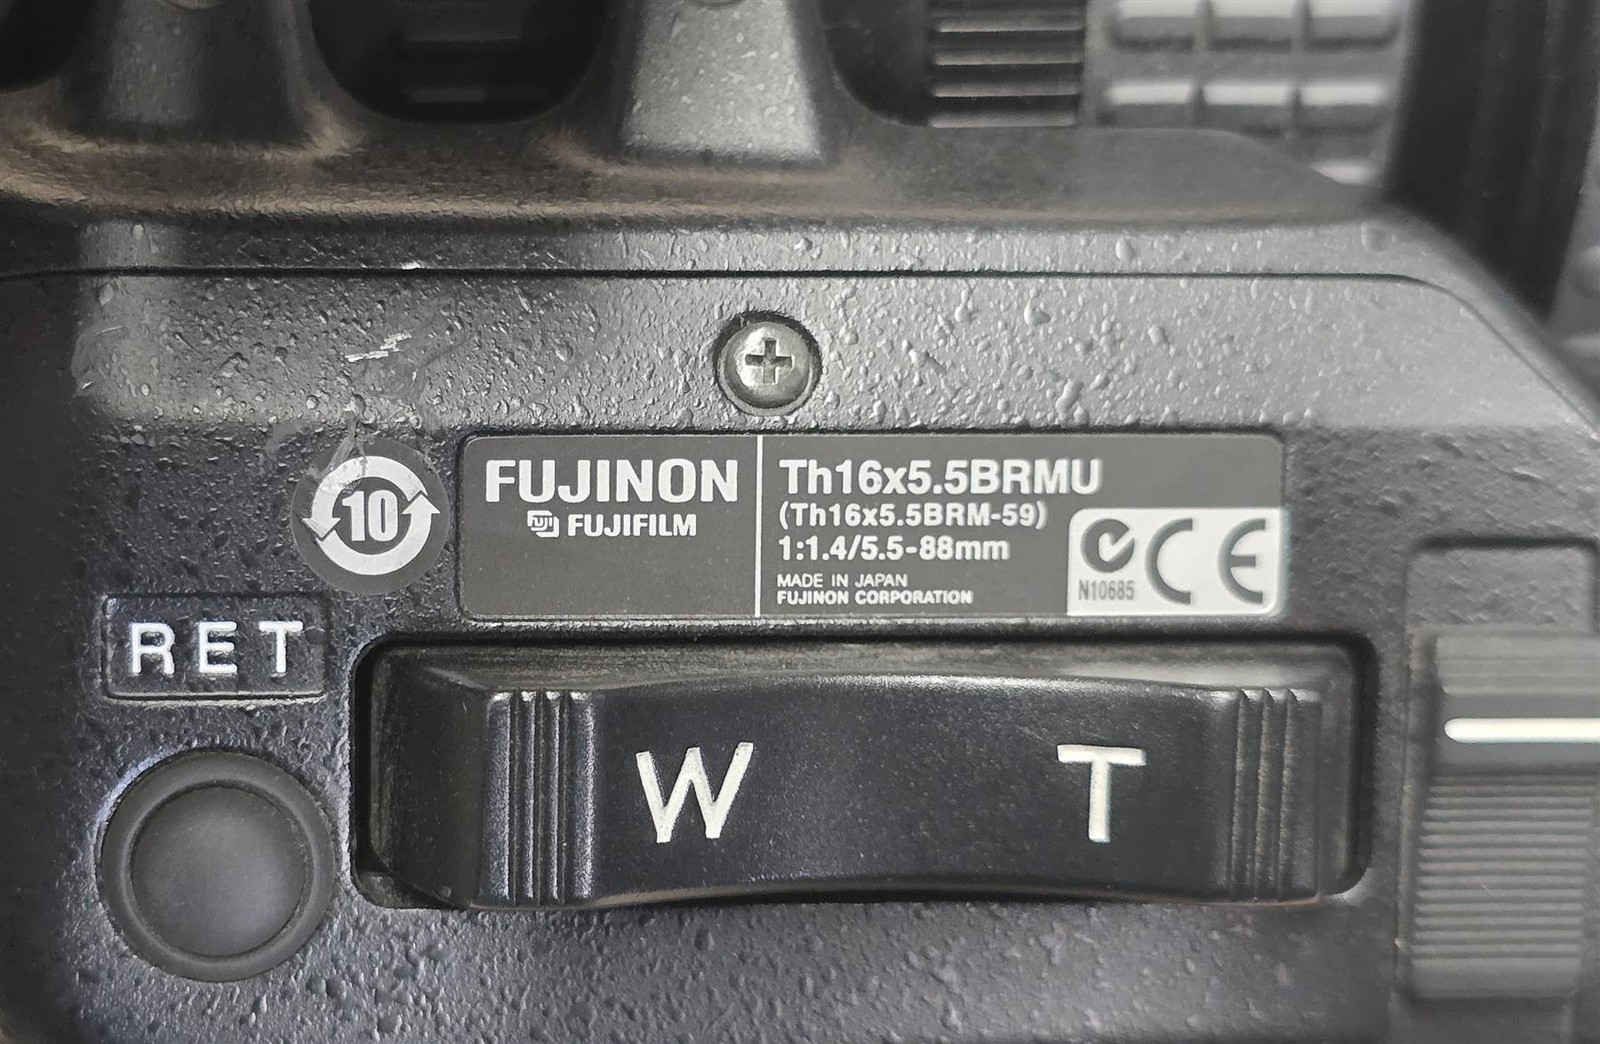 10
FUJINON
FUJI FUJIFILM
Th16x5.5BRMU
(Th16x5.5BRM-59)
1:1.4/5.5-88mm
MADE IN JAPAN
FUJINON CORPORATION
N10685
CE
RET
W T